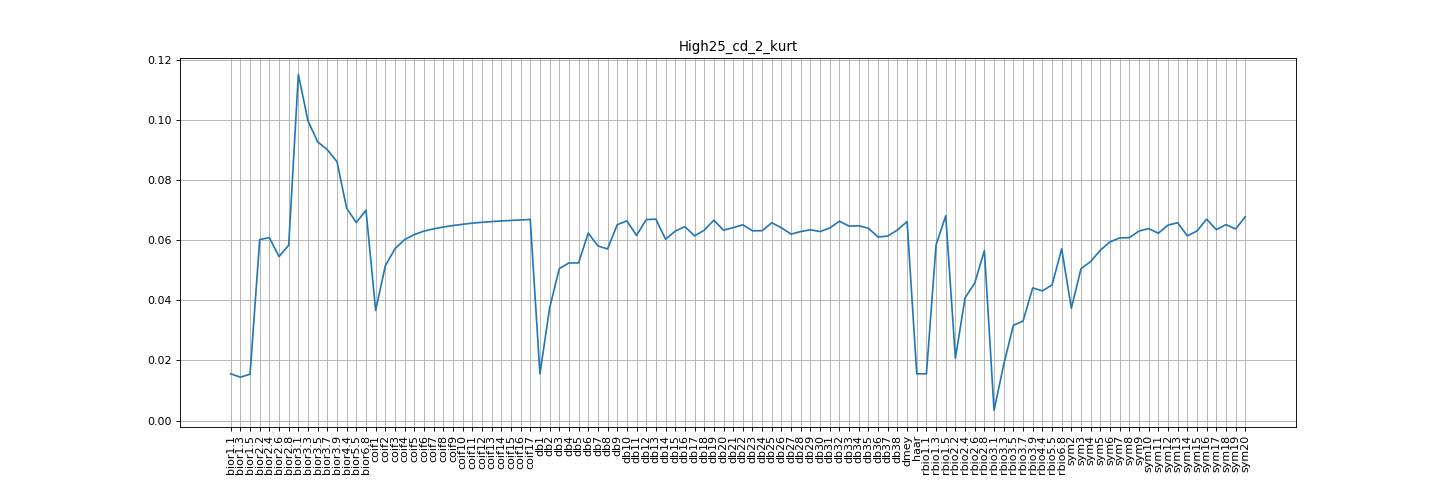 High25_cd_2_kurt
0.12
0.10
0.08
0.06
0.04
0.02
0.00
bior1.1
bior1.3
bior1.5
bior2.2
bior2.4
bior2.6
bior2.8
bior3.1
bior3.3
bior3.5
bior3.7
bior3.9
bior4.4
bior5.5
bior6.8
coif1
coif2
coif3
coif4
coif5
coif6
coif7
coif8
coif9
coif10
coif11
coif12
coif13
coif14
coif15
coif16
coif17
db1
db2
db3
db4
db5
db6
db7
db8
db9
db10
db11
db12
db13
db14
db15
db16
db17
db18
db19
db20
db21
db22
db23
db24
db25
db26
db27
db28
db29
db30
db31
db32
db33
db34
db35
db36
db37
db38
dmey
haar
rbio1.1
rbio1.3
rbio1.5
rbio2.2
rbio2.4
rbio2.6
rbio2.8
rbio3.1
rbio3.3
rbio3.5
rbio3.7
rbio3.9
rbio4.4
rbio5.5
rbio6.8
sym2
sym3
sym4
sym5
sym6
sym7
sym8
sym9
sym10
sym11
sym12
sym13
sym14
sym15
sym16
sym17
sym18
sym19
sym20